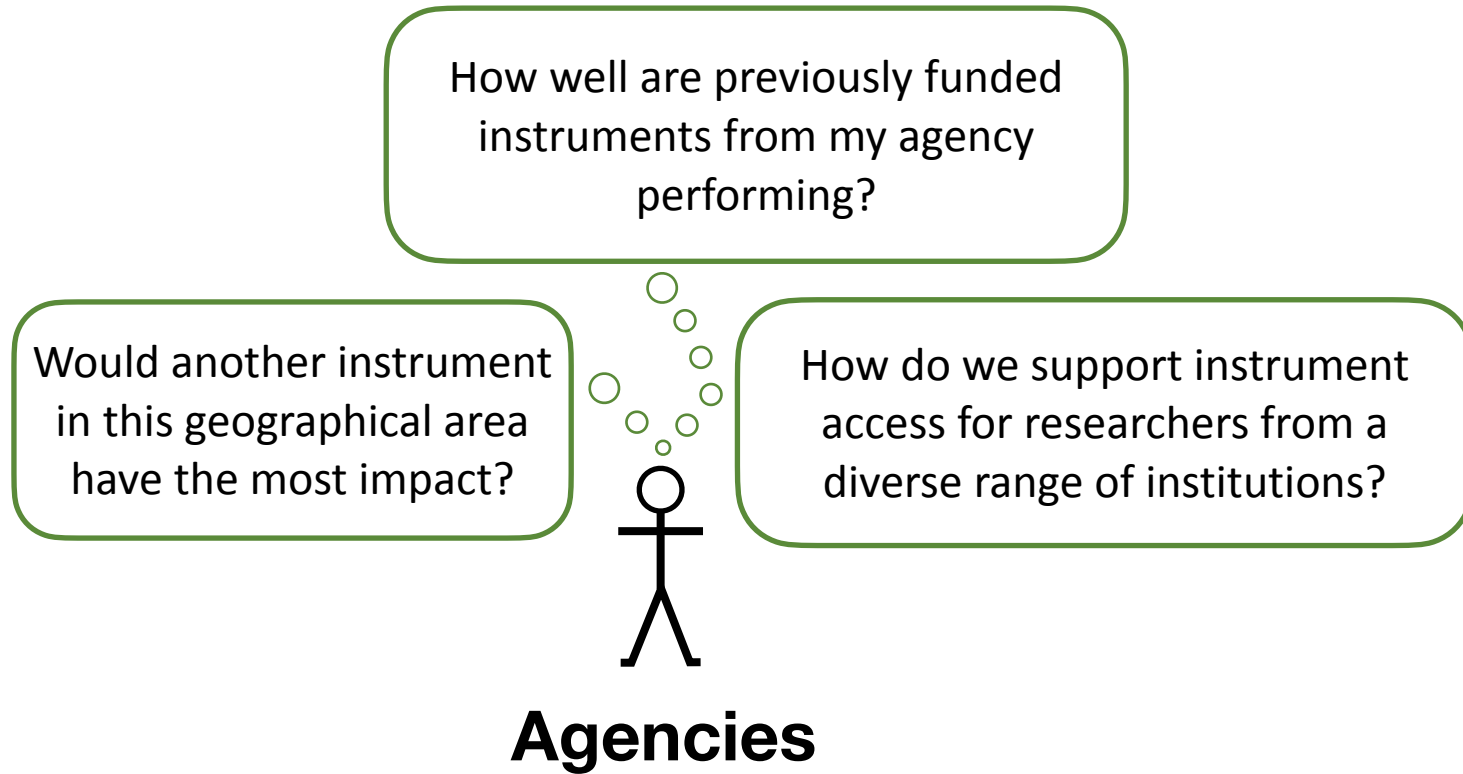 How well are previously funded
instruments from my agency
performing?
Would another instrument
in this geographical area
have the most impact?
How do we support instrument
access for researchers from a
diverse range of institutions?
Agencies